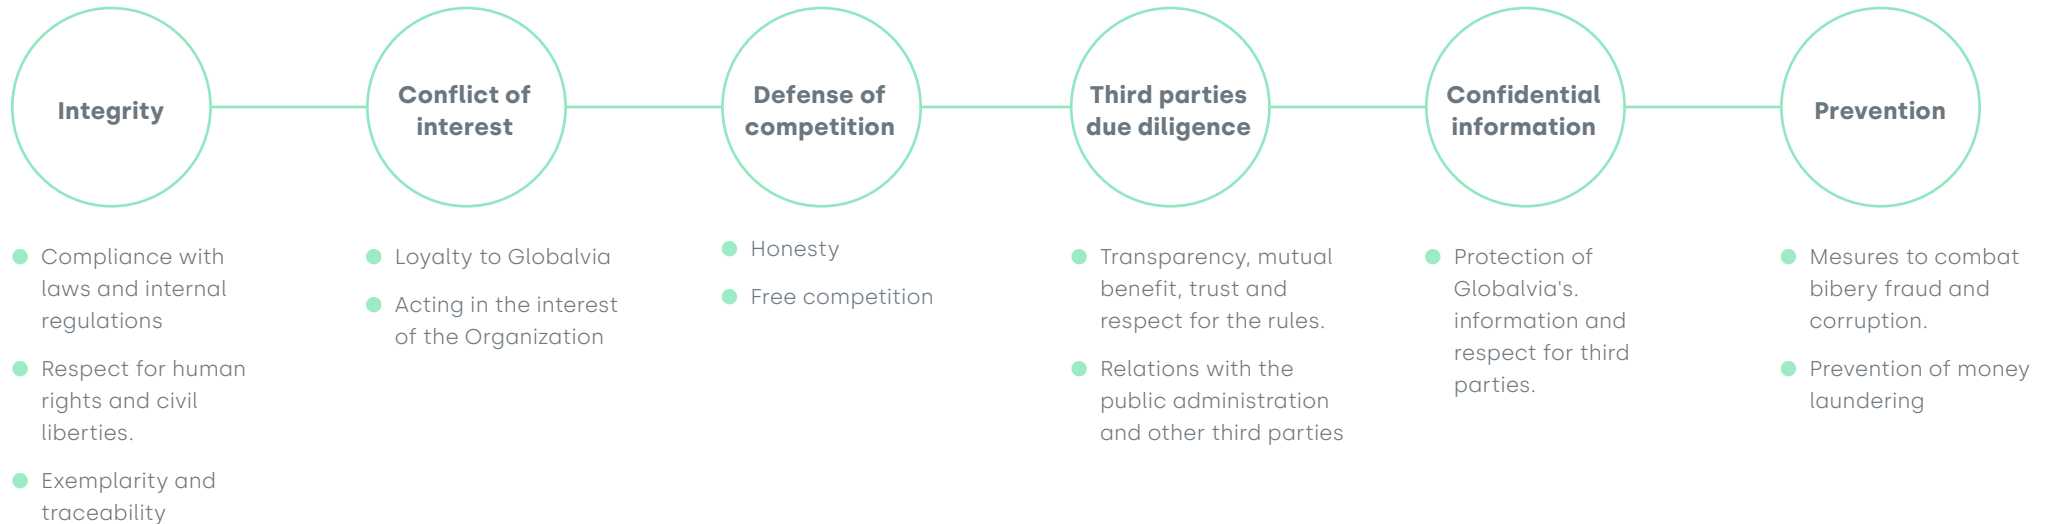 Integrity
Compliance with
laws and internal
regulations
Respect for human
rights and civil
liberties.
Exemplarity and
traceability
Conflict of
interest
Loyalty to Globalvia
Acting in the interest
of the Organization
Defense of
competition
Honesty
Free competition
Third parties
due diligence
Transparency, mutual
benefit, trust and
respect for the rules.
Relations with the
public administration
and other third parties
Confidential
information
Protection of
Globalvia's.
information and
respect for third
parties.
Prevention
Mesures to combat
bibery fraud and
corruption.
Prevention of money
laundering